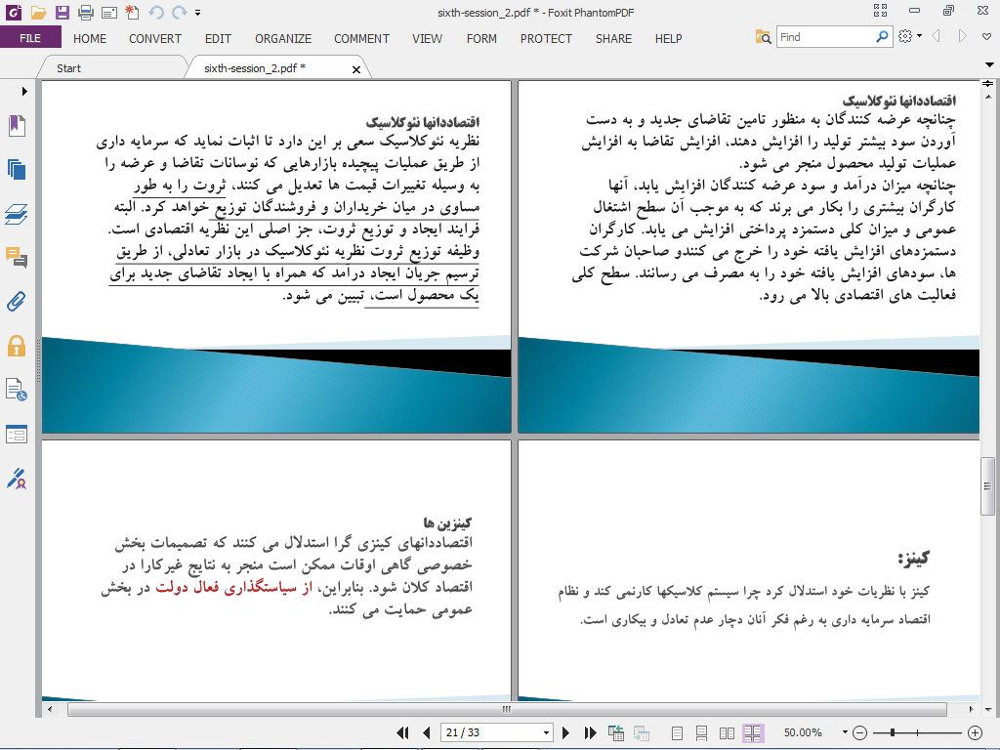 sixth-session_2.pdf * - Foxit PhantomPDF
FILE HOME CONVERT EDIT ORGANIZE COMMENT VIEW FORM PROTECT SHARE HELP
Find
Start
sixth-session_2.pdf *
اقتصاددانها نئوکلاسیک
نظریه نئوکلاسیک سعی بر این دارد تا اثبات نماید که سرمایه داری
از طریق عملیات پیچیده بازارهایی که نوسانات تقاضا و عرضه را
به وسیله تغییرات قیمت ها تعدیل می کنند، ثروت را به طور
مساوی در میان خریداران و فروشندگان توزیع خواهد کرد. البته
فرایند ایجاد و توزیع ثروت، جز اصلی این نظریه اقتصادی است.
وظیفه توزیع ثروت نظریه نئوکلاسیک در بازار تعادلی، از طریق
ترسیم جریان ایجاد درآمد که همراه با ایجاد تقاضای جدید برای
یک محصول است، تبیین می شود.
اقتصاددانها نئوکلاسیک
چنانچه عرضه کنندگان به منظور تامین تقاضای جدید و به دست
آوردن سود بیشتر تولید را افزایش دهند، افزایش تقاضا به افزایش
عملیات تولید محصول منجر می شود.
چنانچه میزان درآمد و سود عرضه کنندگان افزایش یابد، آنها
کارگران بیشتری را بکار می برند که به موجب آن سطح اشتغال
عمومی و میزان کلی دستمزد پرداختی افزایش می یابد. کارگران
دستمزدهای افزایش یافته خود را خرج می کنندو صاحبان شرکت
ها، سودهای افزایش یافته خود را به مصرف می رسانند. سطح کلی
فعالیت های اقتصادی بالا می رود.
کینزین ها
اقتصاددانهای کینزی گرا استدلال می کنند که تصمیمات بخش
خصوصی گاهی اوقات ممکن است منجر به نتایج غیرکارا در
اقتصاد کلان شود. بنابراین، از سیاستگذاری فعال دولت در بخش
عمومی حمایت می کنند.
کینز:
کینز با نظریات خود استدلال کرد چرا سیستم کلاسیکها کارنمی کند و نظام
اقتصاد سرمایه داری به رغم فکر آنان دچار عدم تعادل و بیکاری است.
21 / 33
50.00%